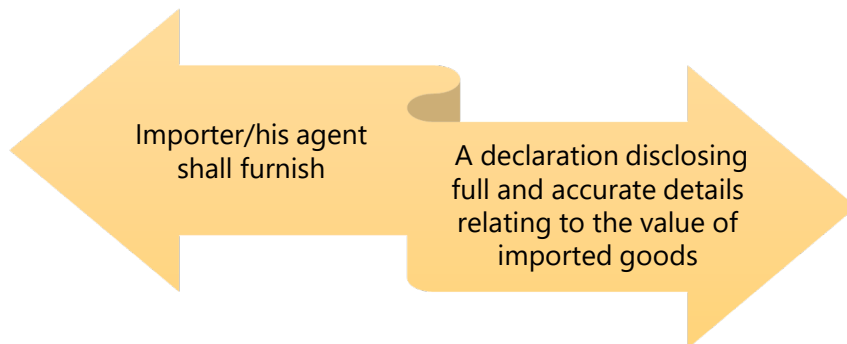 Importer/his agent
shall furnish
A declaration disclosing
full and accurate details
relating to the value of
imported goods